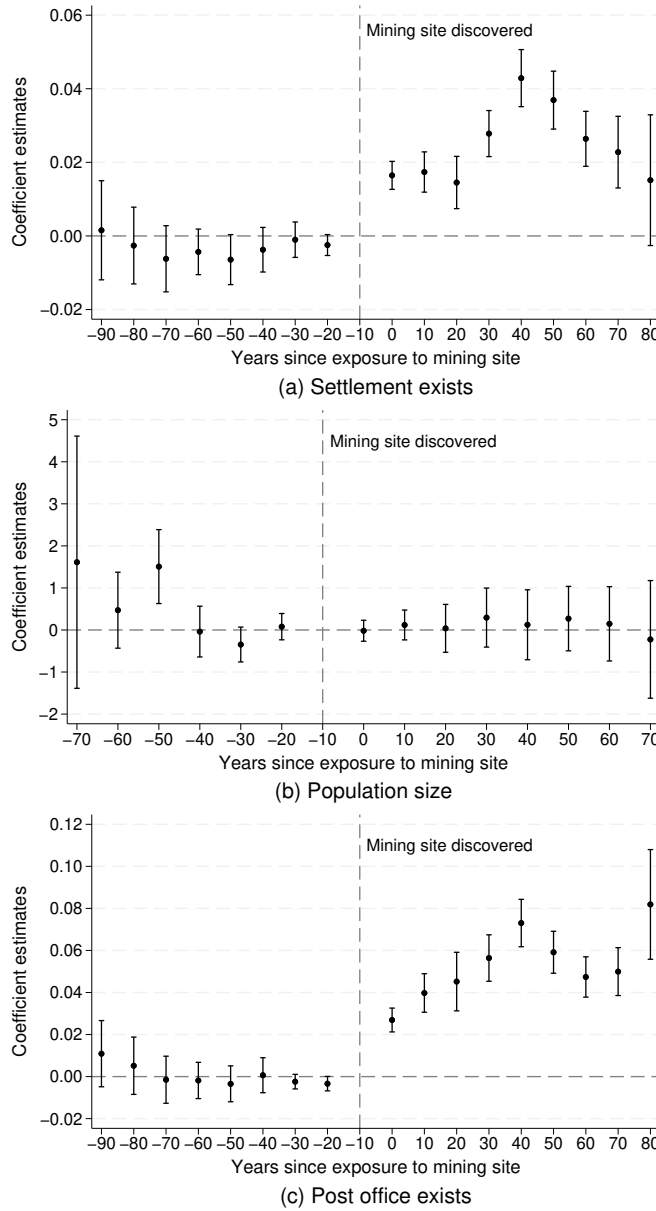 0.06
0.04
0.02
0.00
−0.02
Coefficient estimates
Mining site discovered
−90 −80 −70 −60 −50 −40 −30 −20 −10 0 10 20 30 40 50 60 70 80
Years since exposure to mining site
(a) Settlement exists
5
4
3
2
1
0
−1
−2
Coefficient estimates
Mining site discovered
−70 −60 −50 −40 −30 −20 −10 0 10 20 30 40 50 60 70
Years since exposure to mining site
(b) Population size
0.12
0.10
0.08
0.06
0.04
0.02
0.00
−0.02
Coefficient estimates
Mining site discovered
−90 −80 −70 −60 −50 −40 −30 −20 −10 0 10 20 30 40 50 60 70 80
Years since exposure to mining site
(c) Post office exists